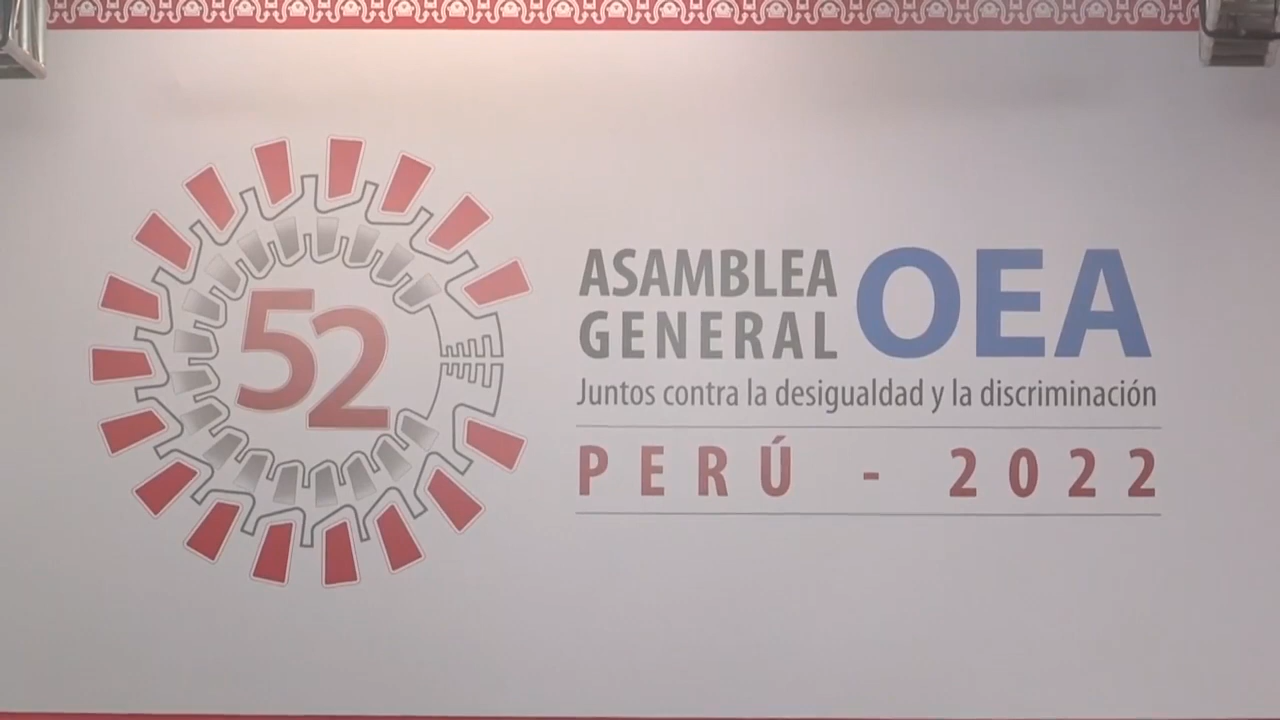 52
ASAMBLEA
GENERAL
OEA
Juntos contra la desigualdad y la discriminación
PERÚ - 2022